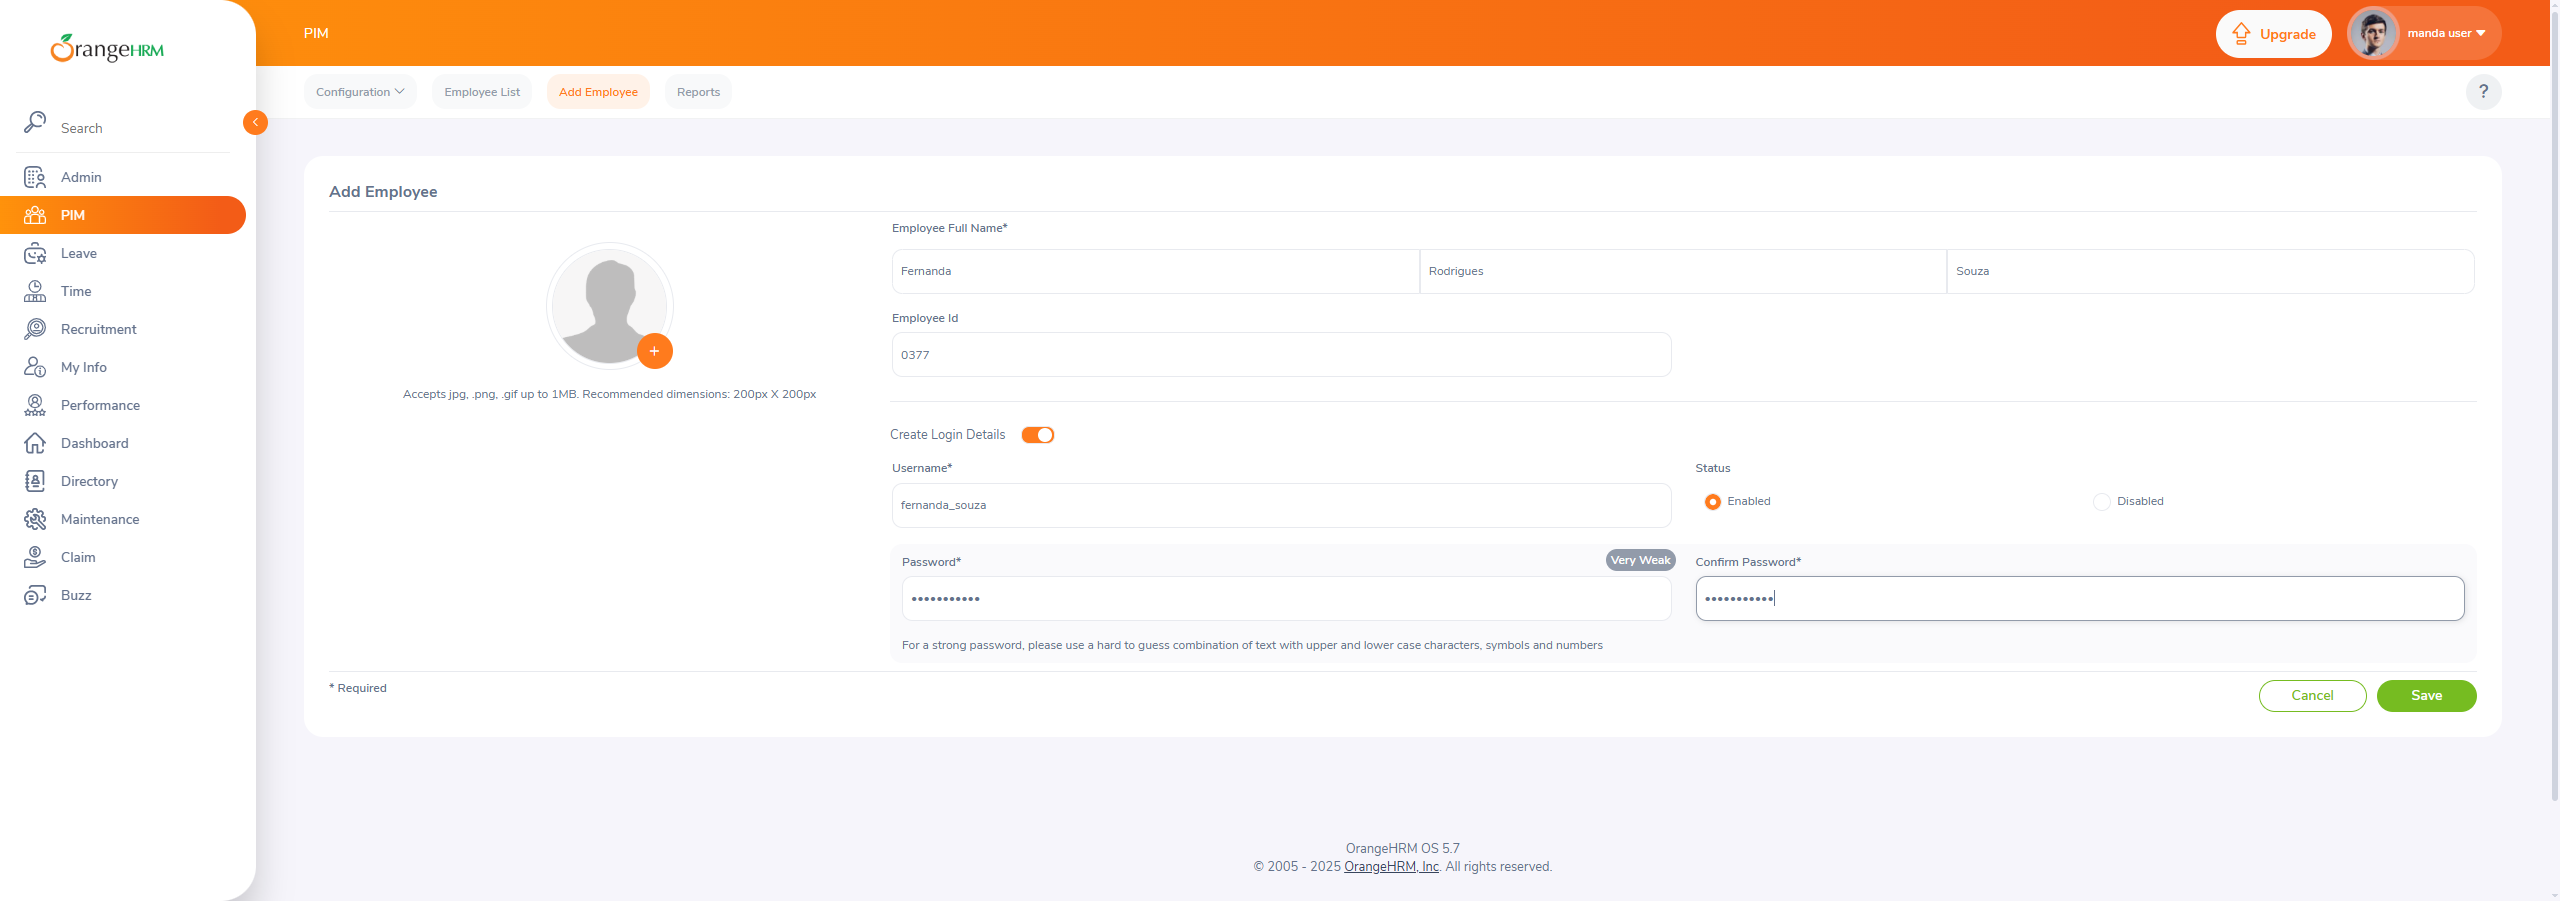 OrangeHRM
PIM
Upgrade
manda user
Configuration
Employee List
Add Employee
Reports
?
Search
Admin
PIM
Leave
Time
Recruitment
My Info
Performance
Dashboard
Directory
Maintenance
Claim
Buzz
Add Employee
Accepts jpg, .png, .gif up to 1MB. Recommended dimensions: 200px X 200px
Employee Full Name*
Fernanda
Rodrigues
Souza
Employee Id
0377
Create Login Details
Username*
fernanda_souza
Status
Enabled
Disabled
Password*
Very Weak
•••••••••••
Confirm Password*
•••••••••••
For a strong password, please use a hard to guess combination of text with upper and lower case characters, symbols and numbers
* Required
Cancel
Save
OrangeHRM OS 5.7
© 2005 - 2025 OrangeHRM, Inc. All rights reserved.